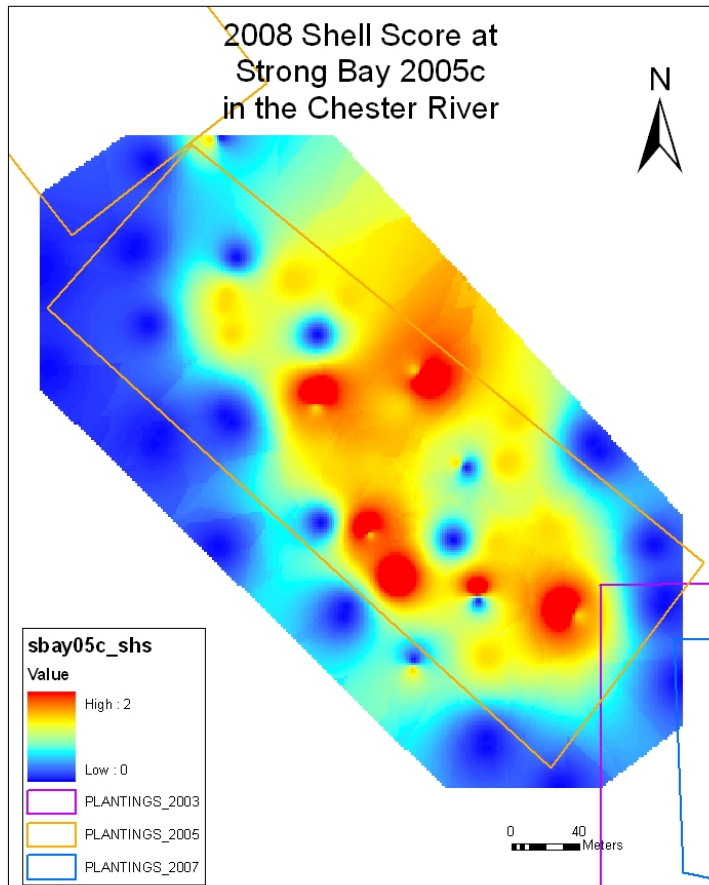 2008 Shell Score at
Strong Bay 2005c
in the Chester River
N
sbay05c_shs
Value
High : 2
Low : 0
PLANTINGS_2003
PLANTINGS_2005
PLANTINGS_2007
0 40
Meters